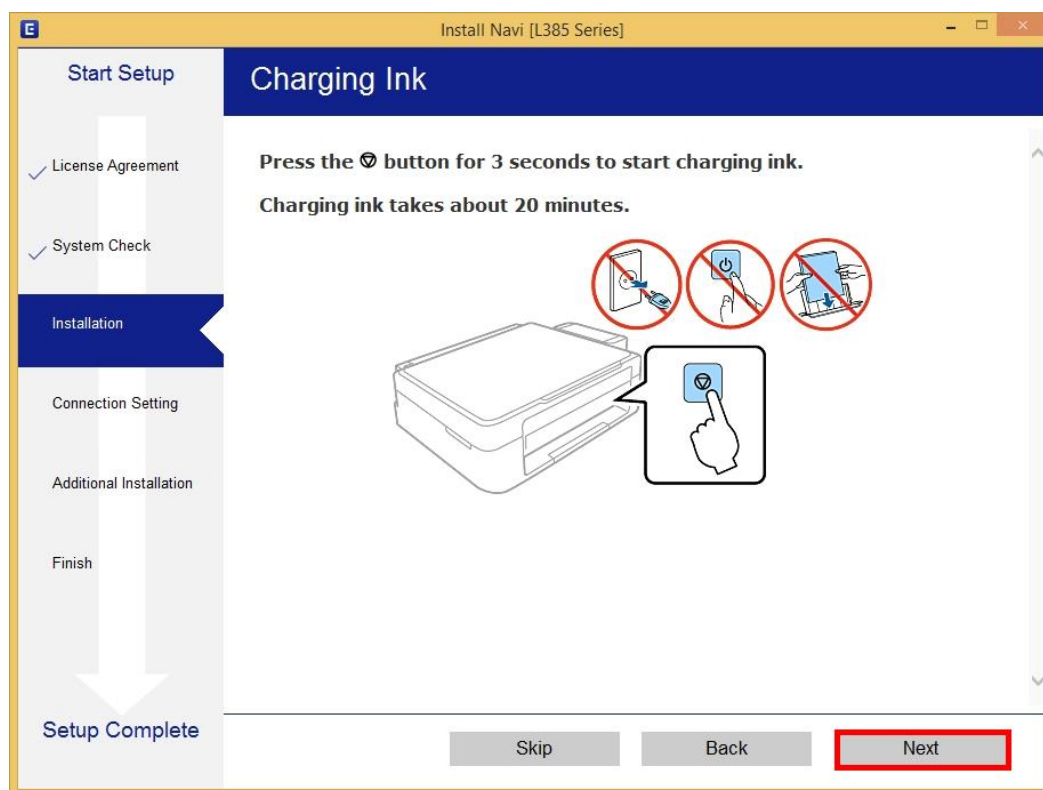 Install Navi [L385 Series]
Start Setup
Charging Ink
License Agreement
System Check
Installation
Connection Setting
Additional Installation
Finish
Setup Complete
Press the button for 3 seconds to start charging ink.
Charging ink takes about 20 minutes.
Skip
Back
Next